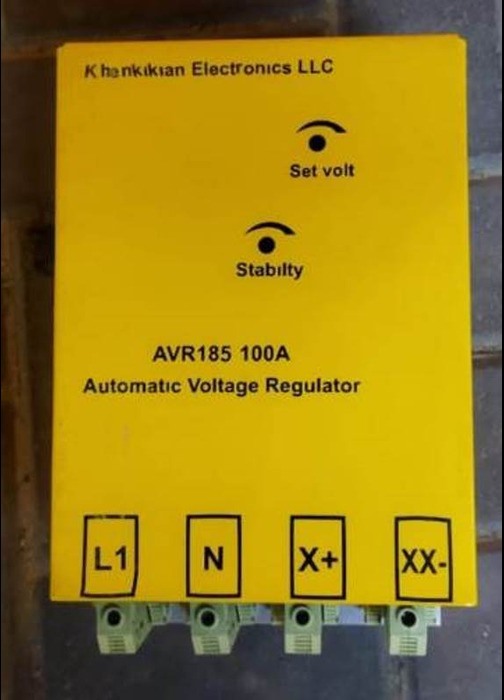 Khankikian Electronics LLC
Set volt
Stabilty
AVR185 100A
Automatic Voltage Regulator
L1 N X+ XX-